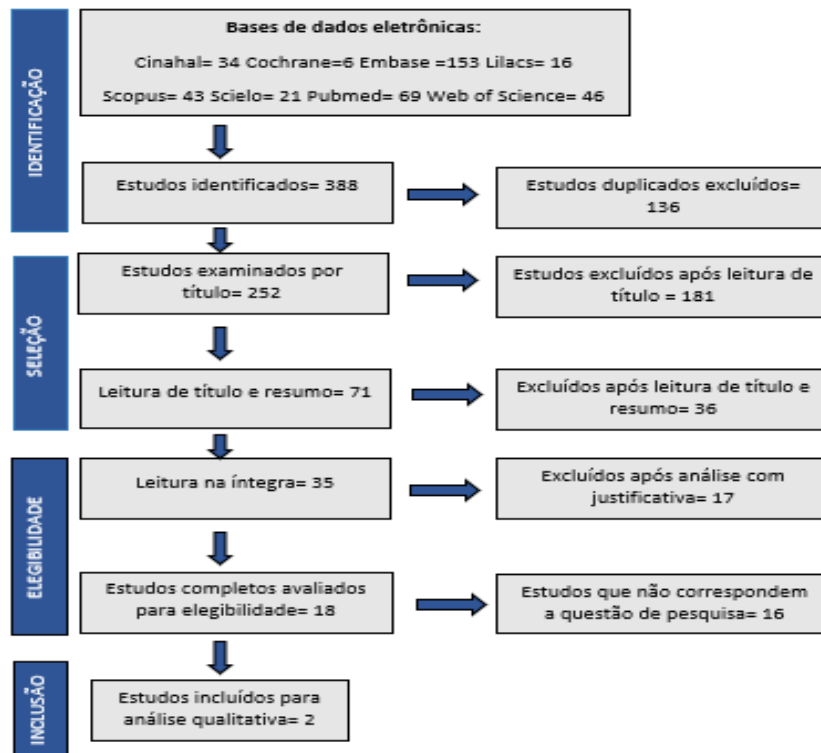 IDENTIFICAÇÃO
Bases de dados eletrônicas:
Cinahal= 34 Cochrane=6 Embase =153 Lilacs= 16
Scopus= 43 Scielo= 21 Pubmed= 69 Web of Science= 46
Estudos identificados= 388
Estudos duplicados excluídos=
136
SELEÇÃO
Estudos examinados por
título= 252
Estudos excluídos após leitura de
título = 181
Leitura de título e resumo= 71
Excluídos após leitura de título e
resumo= 36
ELEGIBILIDADE
Leitura na íntegra= 35
Excluídos após análise com
justificativa= 17
Estudos completos avaliados
para elegibilidade= 18
Estudos que não correspondem
a questão de pesquisa= 16
INCLUSÃO
Estudos incluídos para
análise qualitativa= 2